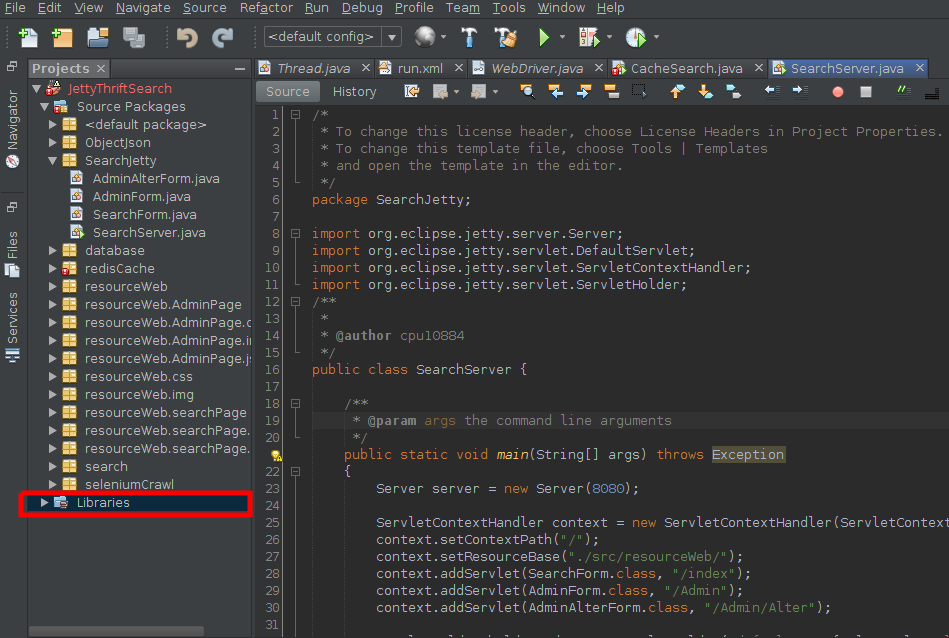 File Edit View Navigate Source Refactor Run Debug Profile Team Tools Window Help
<default config>
Projects
Thread.java run.xml WebDriver.java CacheSearch.java SearchServer.java
Source History
Navigator
Files
Services
JettyThriftSearch
Source Packages
<default package>
ObjectJson
SearchJetty
AdminAlterForm.java
AdminForm.java
SearchForm.java
SearchServer.java
database
redisCache
resourceWeb
resourceWeb.AdminPage
resourceWeb.AdminPage.c
resourceWeb.AdminPage.i
resourceWeb.AdminPage.j
resourceWeb.css
resourceWeb.img
resourceWeb.searchPage
resourceWeb.searchPage.
resourceWeb.searchPage.
search
seleniumCrawl
Libraries
1 /*
2 * To change this license header, choose License Headers in Project Properties.
3 * To change this template file, choose Tools | Templates
4 * and open the template in the editor.
5 */
6 package SearchJetty;
7
8 import org.eclipse.jetty.server.Server;
9 import org.eclipse.jetty.servlet.DefaultServlet;
10 import org.eclipse.jetty.servlet.ServletContextHandler;
11 import org.eclipse.jetty.servlet.ServletHolder;
12 /**
13 *
14 * @author cpu10884
15 */
16 public class SearchServer {
17
18 /**
19 * @param args the command line arguments
20 */
public static void main(String[] args) throws Exception
22 {
23 Server server = new Server(8080);
24
25 ServletContextHandler context = new ServletContextHandler(ServletContext
26 context.setContextPath("/");
27 context.setResourceBase("./src/resourceWeb/");
28 context.addServlet(SearchForm.class, "/index");
29 context.addServlet(AdminForm.class, "/Admin");
30 context.addServlet(AdminAlterForm.class, "/Admin/Alter");
31